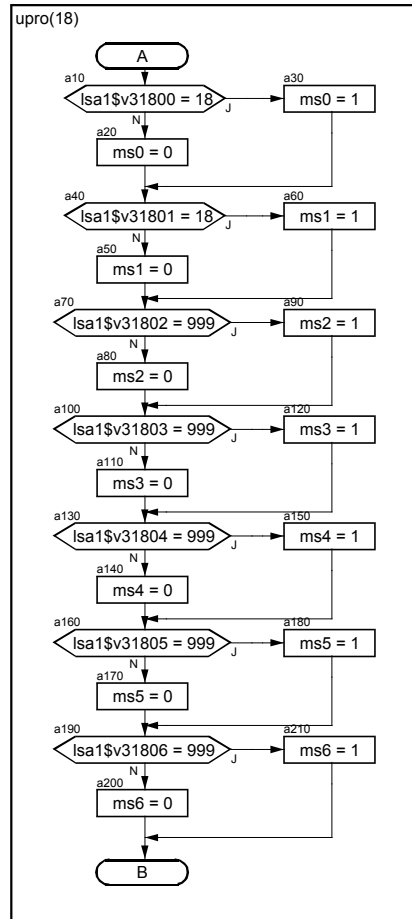 upro(18)
A
a10
lsa1$v31800 = 18
J
N
a30
ms0 = 1
a20
ms0 = 0
a40
lsa1$v31801 = 18
J
N
a60
ms1 = 1
a50
ms1 = 0
a70
lsa1$v31802 = 999
J
N
a90
ms2 = 1
a80
ms2 = 0
a100
lsa1$v31803 = 999
J
N
a120
ms3 = 1
a110
ms3 = 0
a130
lsa1$v31804 = 999
J
N
a150
ms4 = 1
a140
ms4 = 0
a160
lsa1$v31805 = 999
J
N
a180
ms5 = 1
a170
ms5 = 0
a190
lsa1$v31806 = 999
J
N
a210
ms6 = 1
a200
ms6 = 0
B